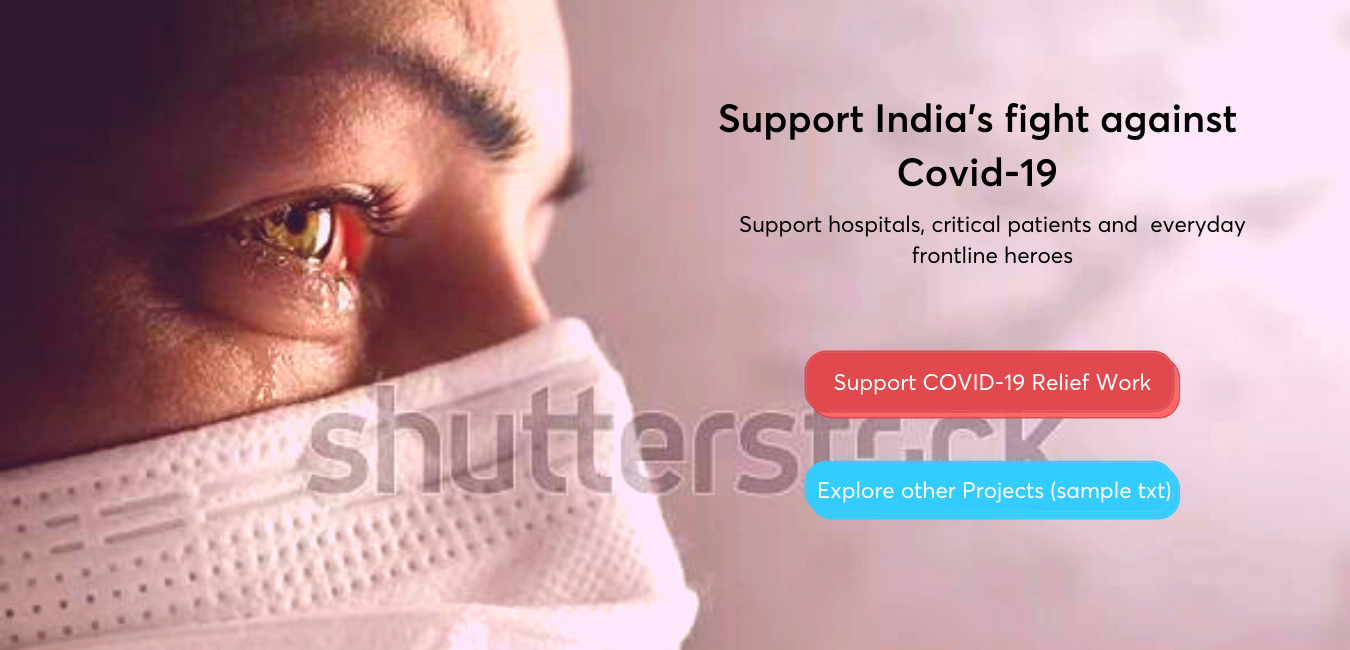 Support India's fight against
Covid-19
Support hospitals, critical patients and  everyday
frontline heroes
Support COVID-19 Relief Work
shutterstock
Explore other Projects (sample txt)